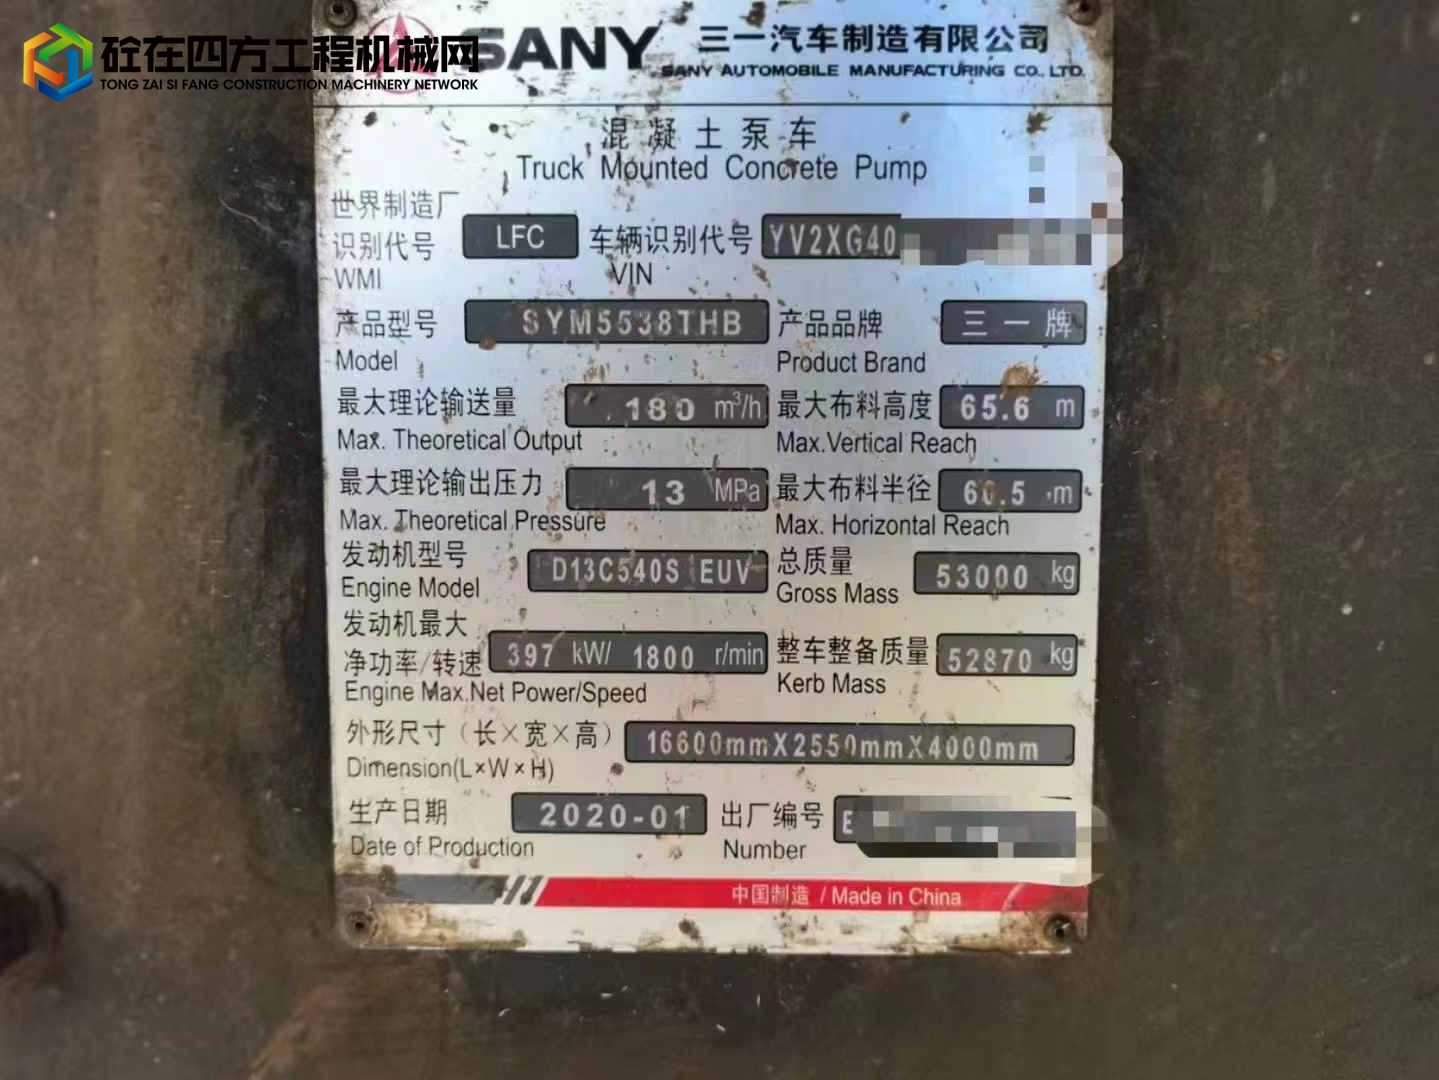 砼在四方工程机械网
TONG ZAI SI FANG CONSTRUCTION MACHINERY NETWORK
SANY 三一汽车制造有限公司
SANY AUTOMOBILE MANUFACTURING CO., LTD.
混凝土泵车
Truck Mounted Concrete Pump
世界制造厂
识别代号 LFC 车辆识别代号 YV2XG40
WMI VIN
产品型号 SYM5538THB 产品品牌 三一牌
Model Product Brand
最大理论输送量 180 m³/h 最大布料高度 65.6 m
Max. Theoretical Output Max.Vertical Reach
最大理论输出压力 13 MPa 最大布料半径 60.5 m
Max. Theoretical Pressure Max. Horizontal Reach
发动机型号 D13C540S EUV 总质量 53000 kg
Engine Model Gross Mass
发动机最大
净功率/转速 397 kW/ 1800 r/min 整车整备质量 52870 kg
Engine Max.Net Power/Speed Kerb Mass
外形尺寸（长×宽×高） 16600mmX2550mmX4000mm
Dimension(L×W×H)
生产日期 2020-01 出厂编号
Date of Production Number
中国制造 / Made in China